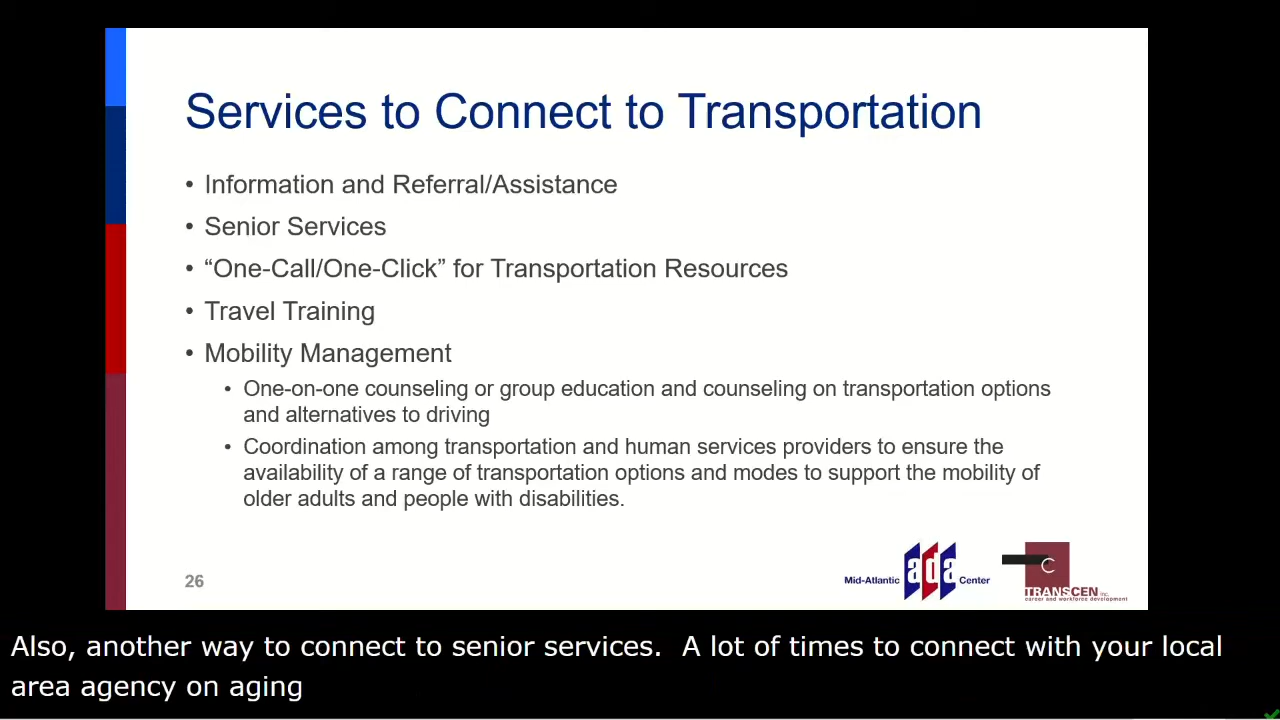 Services to Connect to Transportation
• Information and Referral/Assistance
• Senior Services
• “One-Call/One-Click” for Transportation Resources
• Travel Training
• Mobility Management
• One-on-one counseling or group education and counseling on transportation options
and alternatives to driving
• Coordination among transportation and human services providers to ensure the
availability of a range of transportation options and modes to support the mobility of
older adults and people with disabilities.
26
Mid-Atlantic ada Center
C
TRANSCEN inc.
career and workforce development
Also, another way to connect to senior services.  A lot of times to connect with your local
area agency on aging